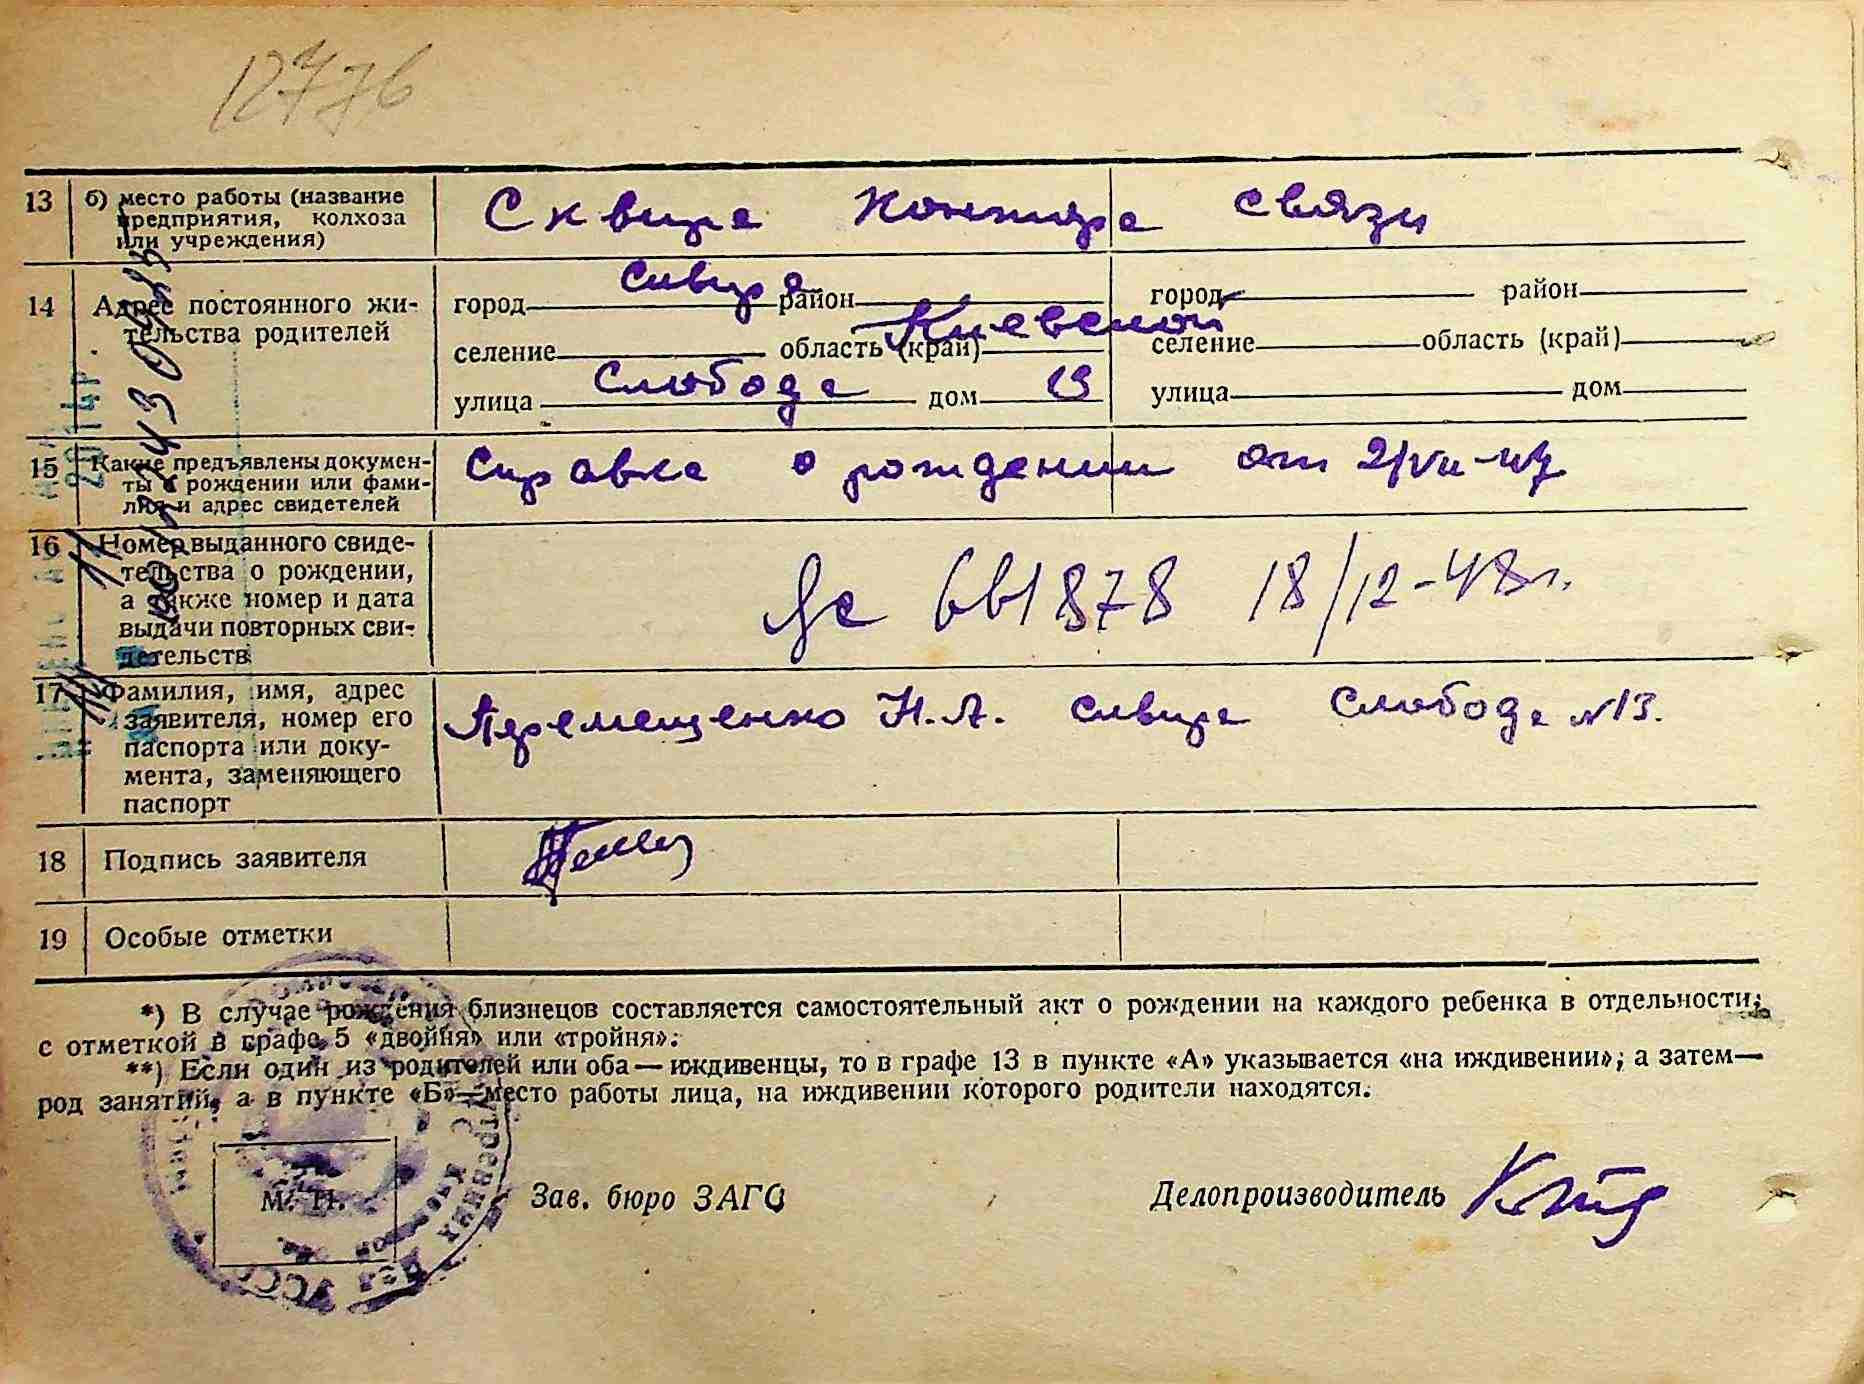 12776
13 б) место работы (название предприятия, колхоза или учреждения)
Сквира контора связи
14 Адрес постоянного жительства родителей
город Сквира район
город район
селение область (край) Киевской
селение область (край)
улица Слобода дом 13
улица дом
15 Какие предъявлены документы о рождении или фамилия и адрес свидетелей
Справка о рождении от 2/VII-47
16 Номер выданного свидетельства о рождении, а также номер и дата выдачи повторных свидетельств
661878 18/12-48г.
17 Фамилия, имя, адрес заявителя, номер его паспорта или документа, заменяющего паспорт
Яремещенко Н.А. Сквира Слобода №13.
18 Подпись заявителя
19 Особые отметки
*) В случае рождения близнецов составляется самостоятельный акт о рождении на каждого ребенка в отдельности,
с отметкой в графе 5 «двойня» или «тройня».
**) Если один из родителей или оба — иждивенцы, то в графе 13 в пункте «А» указывается «на иждивении», а затем—
род занятий, а в пункте «Б»—место работы лица, на иждивении которого родители находятся.
М. П.
Зав. бюро ЗАГС
Делопроизводитель